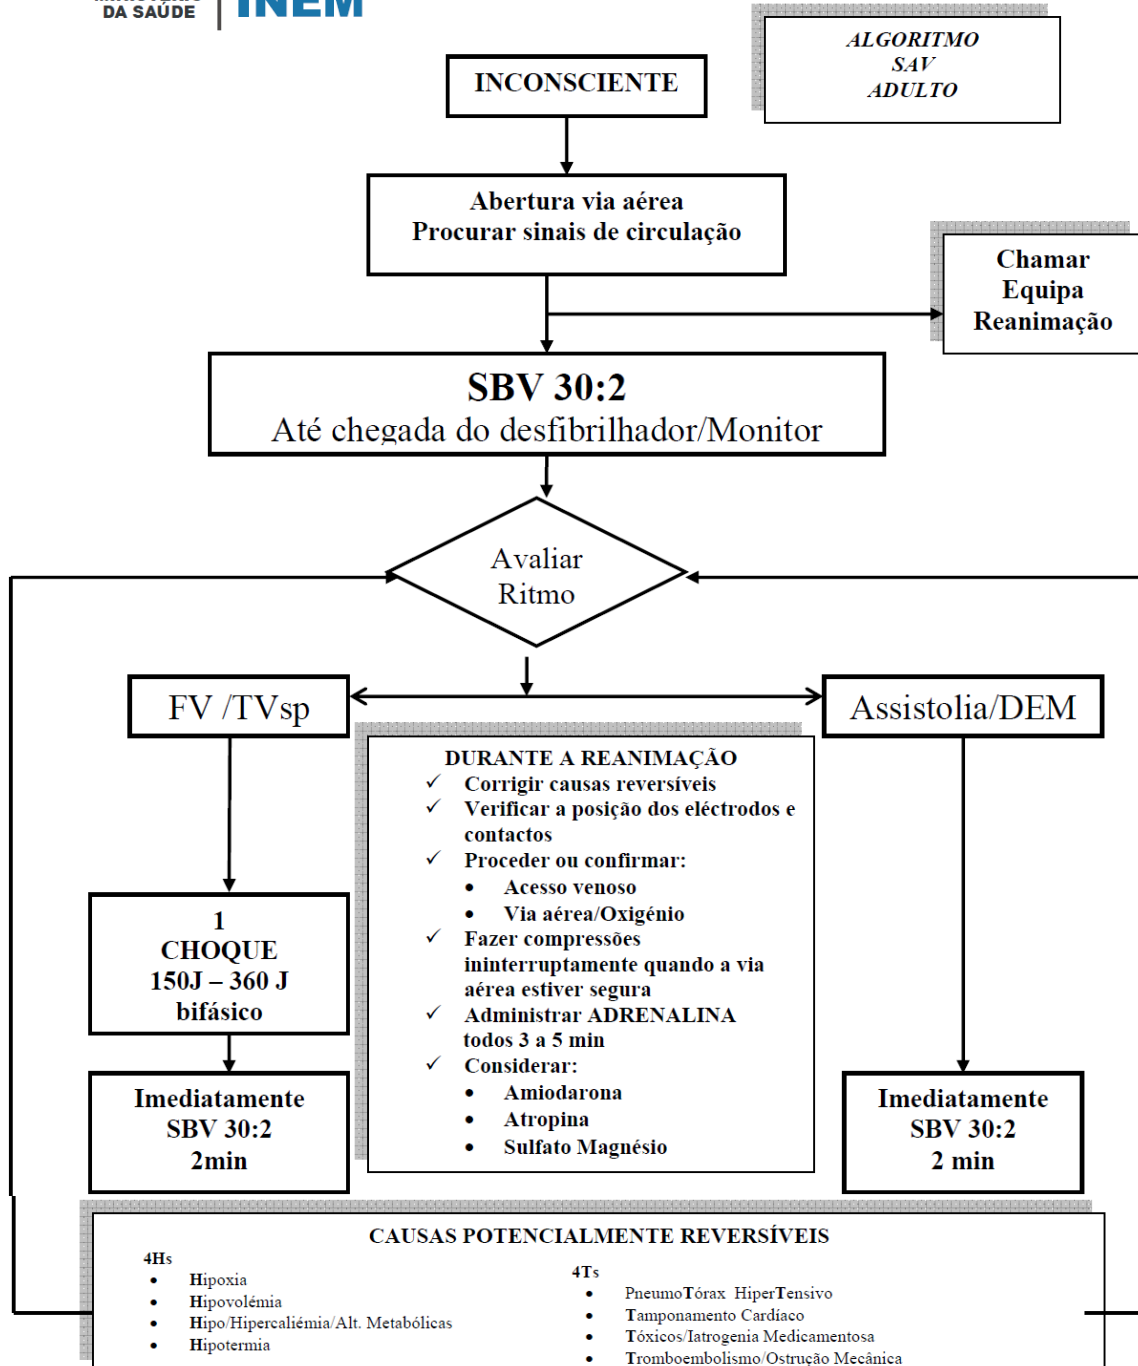 DA SAÚDE
INEM
ALGORITMO
SAV
ADULTO
INCONSCIENTE
Abertura via aérea
Procurar sinais de circulação
Chamar
Equipa
Reanimação
SBV 30:2
Até chegada do desfibrilhador/Monitor
Avaliar
Ritmo
FV /TVsp
Assistolia/DEM
DURANTE A REANIMAÇÃO
✓ Corrigir causas reversíveis
✓ Verificar a posição dos eléctrodos e
contactos
✓ Proceder ou confirmar:
• Acesso venoso
• Via aérea/Oxigénio
✓ Fazer compressões
ininterruptamente quando a via
aérea estiver segura
✓ Administrar ADRENALINA
todos 3 a 5 min
✓ Considerar:
• Amiodarona
• Atropina
• Sulfato Magnésio
1
CHOQUE
150J – 360 J
bifásico
Imediatamente
SBV 30:2
2min
Imediatamente
SBV 30:2
2 min
CAUSAS POTENCIALMENTE REVERSÍVEIS
4Hs
• Hipoxia
• Hipovolémia
• Hipo/Hipercaliémia/Alt. Metabólicas
• Hipotermia
4Ts
• PneumoTórax HiperTensivo
• Tamponamento Cardíaco
• Tóxicos/Iatrogenia Medicamentosa
• Tromboembolismo/Ostrução Mecânica